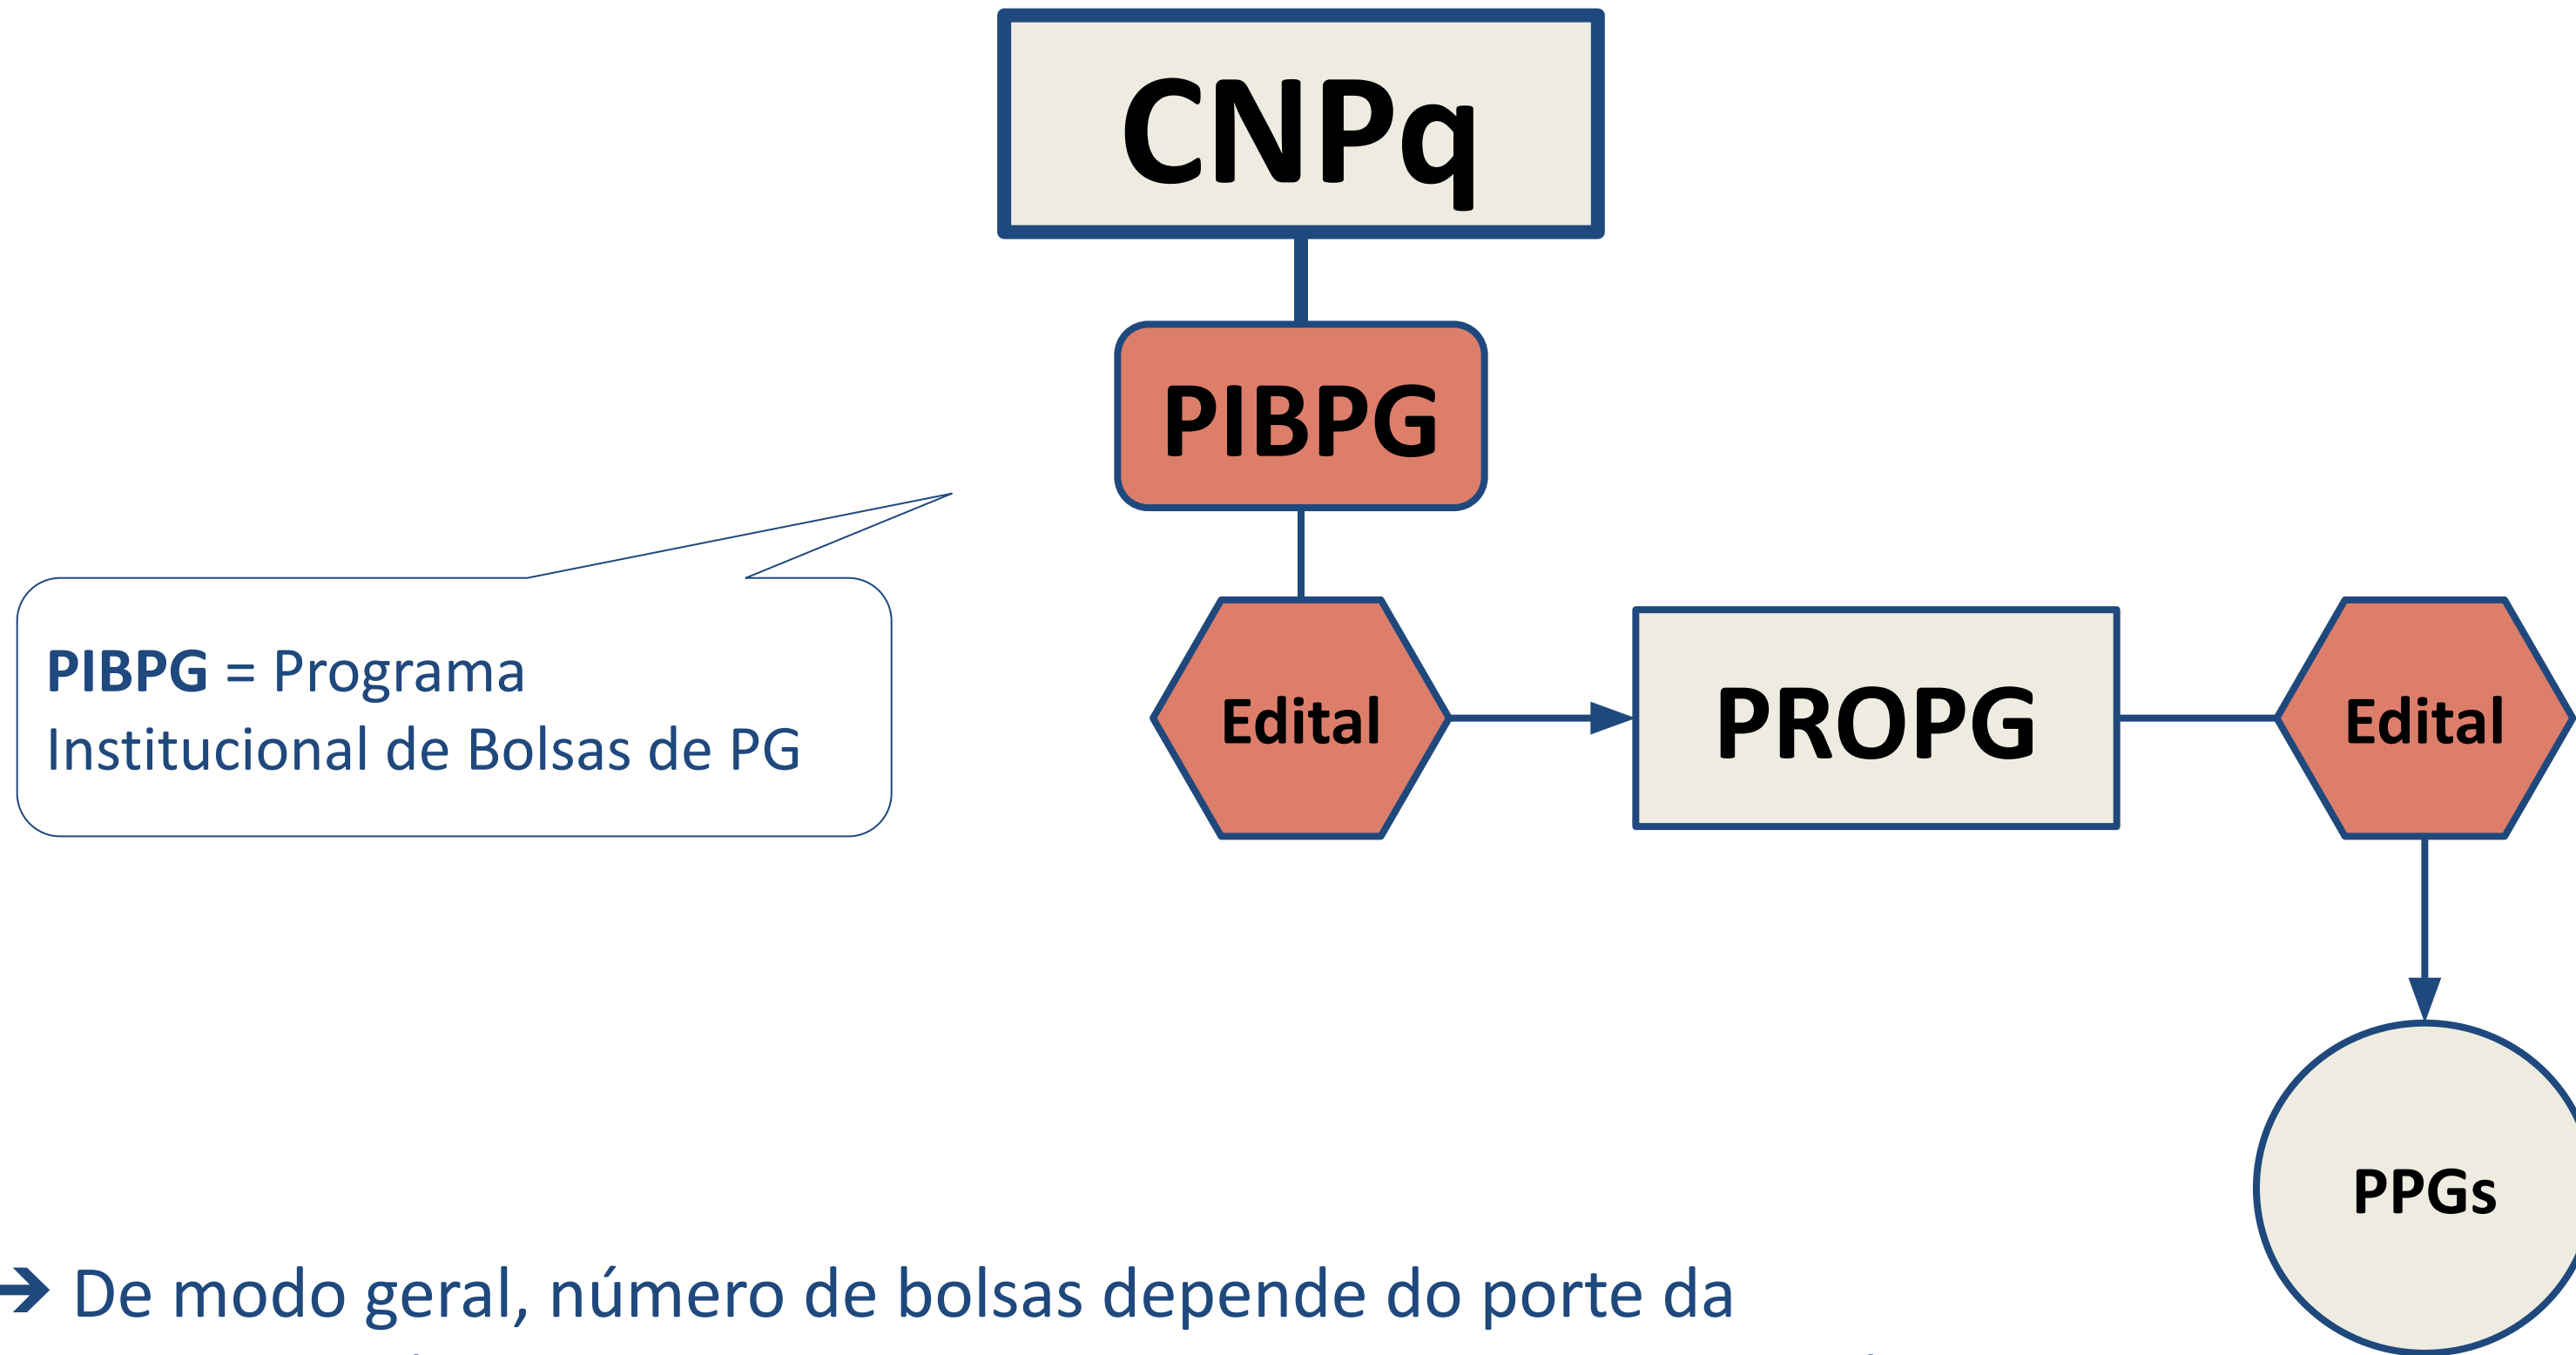 CNPq
PIBPG
PIBPG = Programa
Institucional de Bolsas de PG
Edital
PROPG
Edital
PPGs
➔ De modo geral, número de bolsas depende do porte da